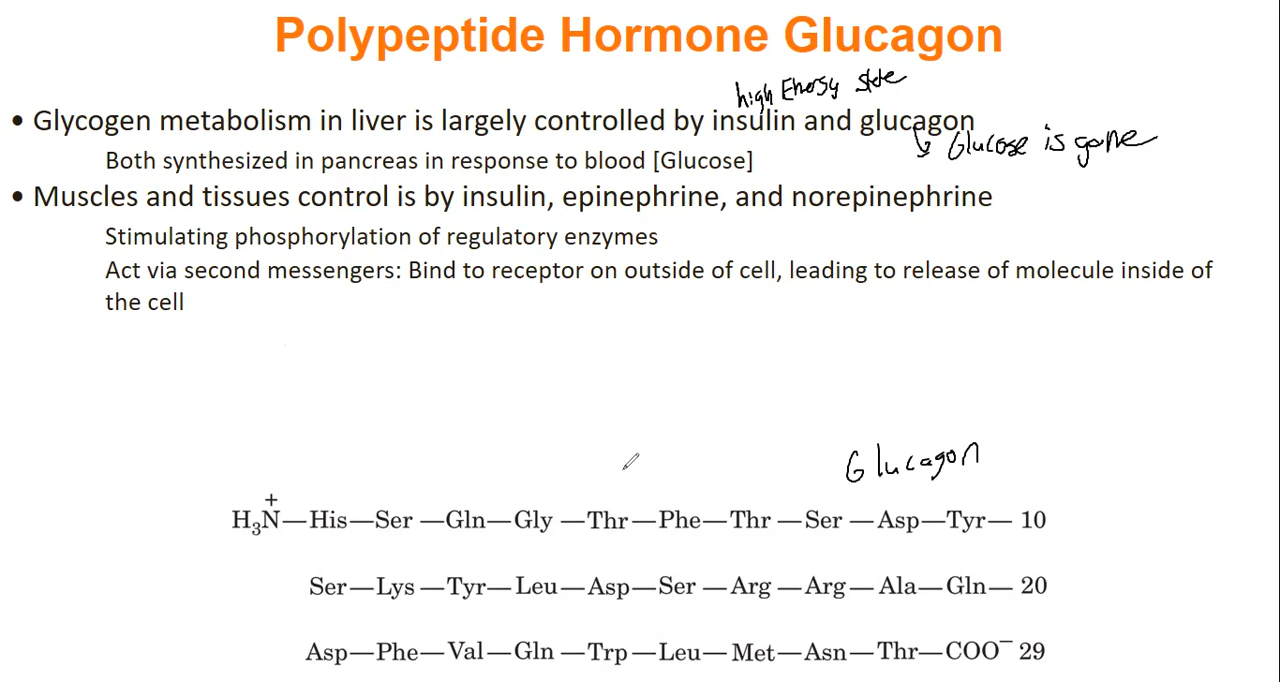 Polypeptide Hormone Glucagon
high Energy state
• Glycogen metabolism in liver is largely controlled by insulin and glucagon
Glucose is gone
Both synthesized in pancreas in response to blood [Glucose]
• Muscles and tissues control is by insulin, epinephrine, and norepinephrine
Stimulating phosphorylation of regulatory enzymes
Act via second messengers: Bind to receptor on outside of cell, leading to release of molecule inside of
the cell
Glucagon
H₃N⁺—His—Ser—Gln—Gly—Thr—Phe—Thr—Ser—Asp—Tyr— 10
Ser—Lys—Tyr—Leu—Asp—Ser—Arg—Arg—Ala—Gln— 20
Asp—Phe—Val—Gln—Trp—Leu—Met—Asn—Thr—COO⁻ 29